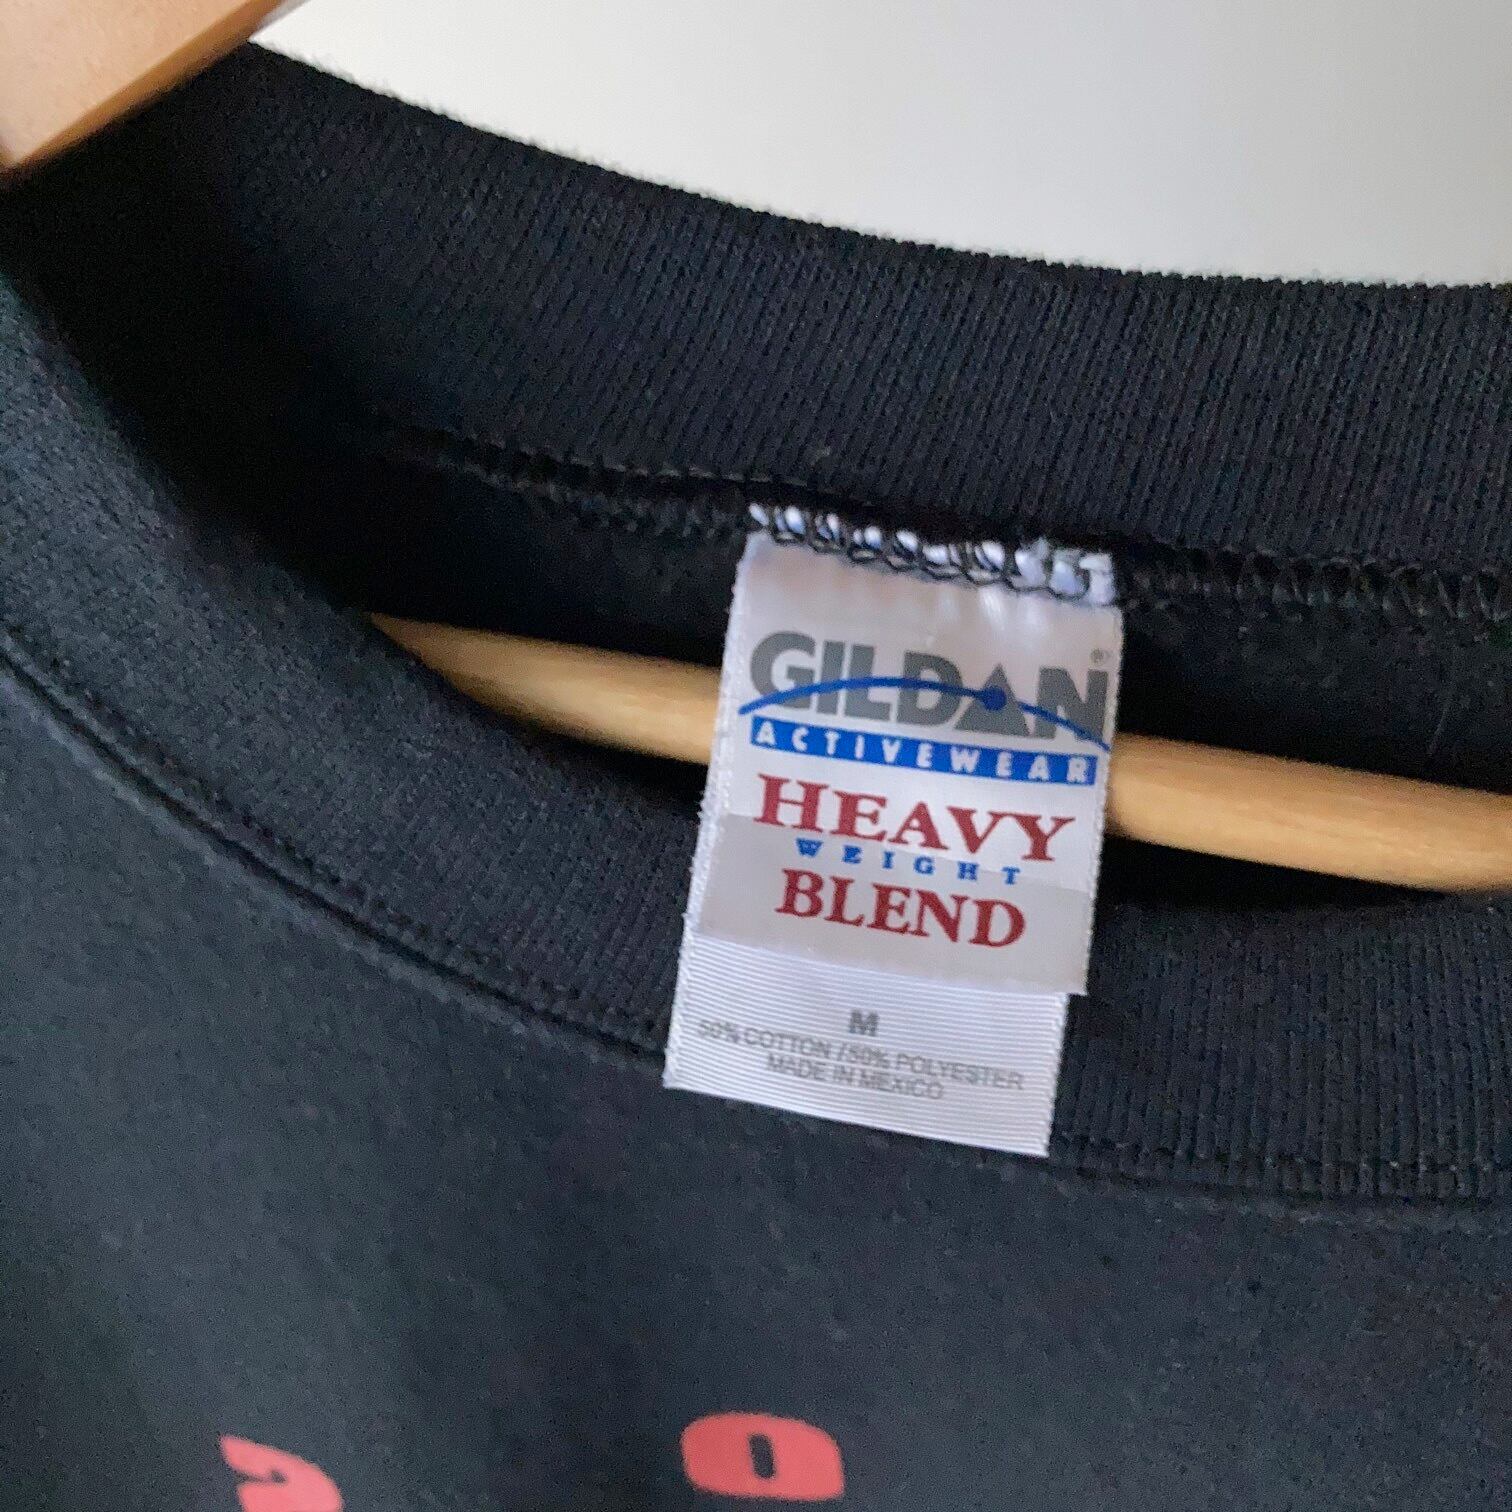 GILDAN®
ACTIVEWEAR
HEAVY
WEIGHT
BLEND
M
50% COTTON / 50% POLYESTER
MADE IN MEXICO